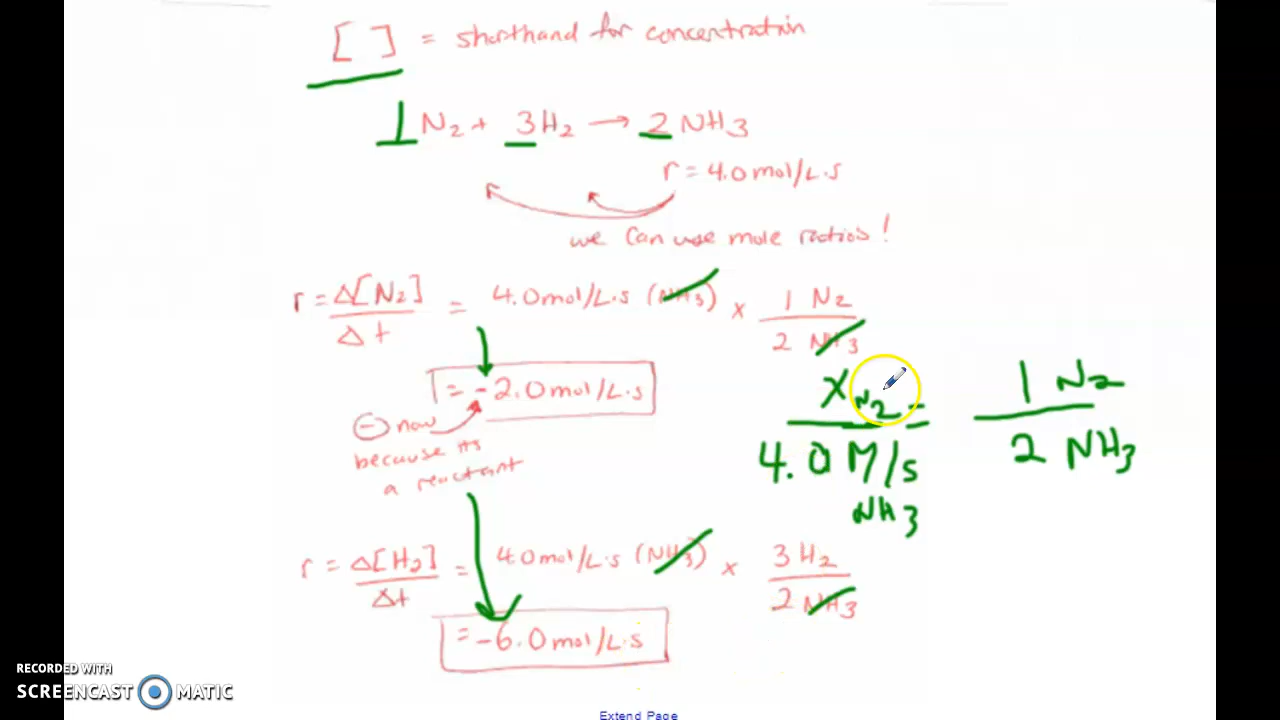 [ ] = shorthand for concentration
1 N2 + 3H2 → 2 NH3
r = 4.0 mol/L·s
we can use mole ratios!
r = Δ[N2]/Δt = 4.0 mol/L·s (NH3) x 1 N2/2 NH3
= -2.0 mol/L·s
(-) now
because its
a reactant
X N2/4.0 M/s NH3 = 1 N2/2 NH3
r = Δ[H2]/Δt = 4.0 mol/L·s (NH3) x 3 H2/2 NH3
= -6.0 mol/L·s
RECORDED WITH
SCREENCAST MATIC
Extend Page